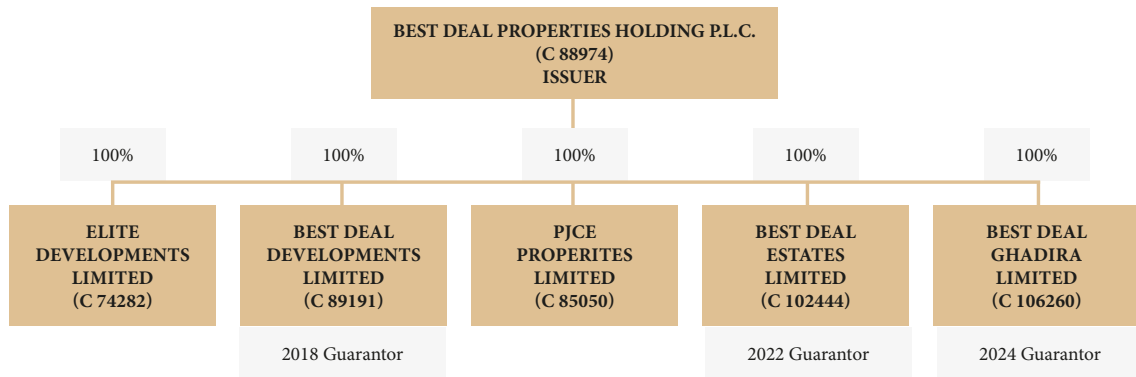 BEST DEAL PROPERTIES HOLDING P.L.C.
(C 88974)
ISSUER
100%
100%
100%
100%
100%
ELITE
DEVELOPMENTS
LIMITED
(C 74282)
BEST DEAL
DEVELOPMENTS
LIMITED
(C 89191)
PJCE
PROPERITES
LIMITED
(C 85050)
BEST DEAL
ESTATES
LIMITED
(C 102444)
BEST DEAL
GHADIRA
LIMITED
(C 106260)
2018 Guarantor
2022 Guarantor
2024 Guarantor